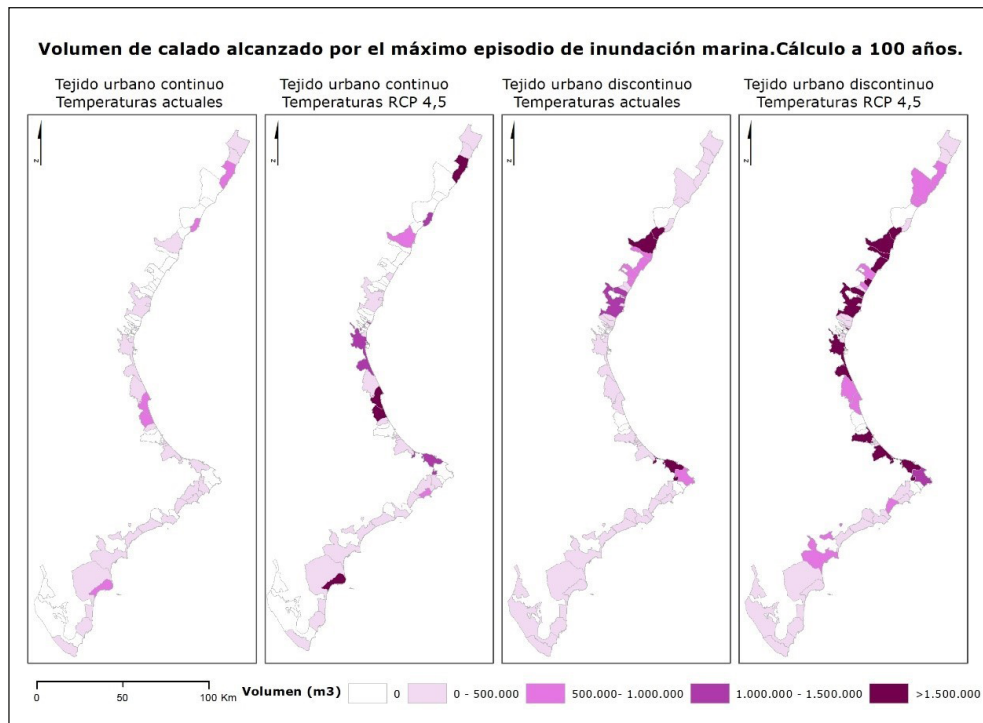 Volumen de calado alcanzado por el máximo episodio de inundación marina.Cálculo a 100 años.
Tejido urbano continuo
Temperaturas actuales
Tejido urbano continuo
Temperaturas RCP 4,5
Tejido urbano discontinuo
Temperaturas actuales
Tejido urbano discontinuo
Temperaturas RCP 4,5
z
z
z
z
0 50 100 Km
Volumen (m3) 0 0 - 500.000 500.000- 1.000.000 1.000.000 - 1.500.000 >1.500.000